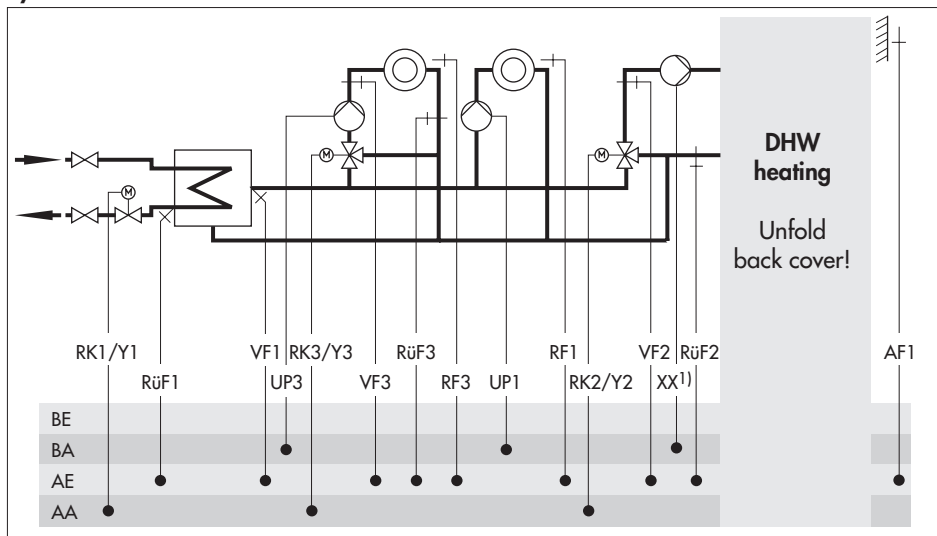 M
M
M
DHW
heating
Unfold
back cover!
RK1/Y1 VF1 RK3/Y3 RüF3 RF1 VF2 RüF2 AF1
RüF1 UP3 VF3 RF3 UP1 RK2/Y2 XX1)
BE
BA
AE
AA